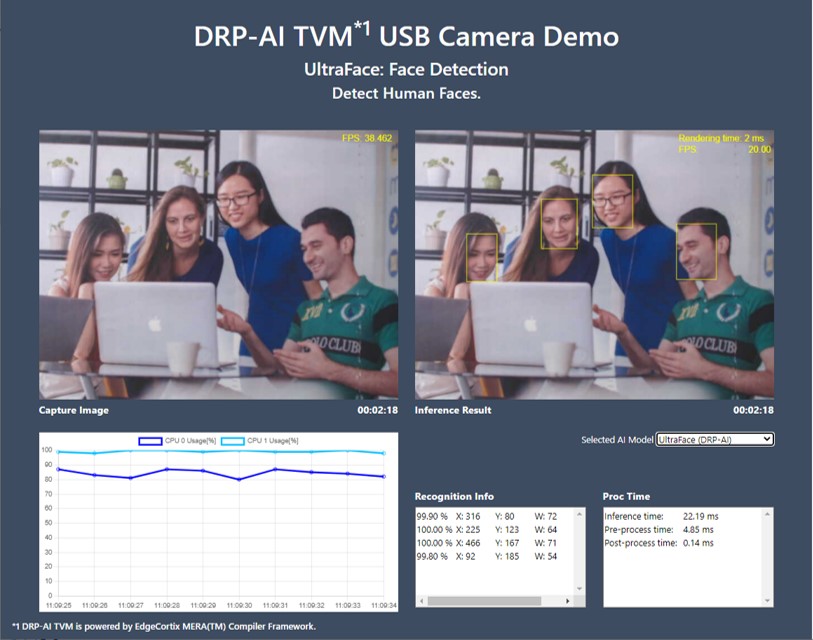 DRP-AI TVM*1 USB Camera Demo
UltraFace: Face Detection
Detect Human Faces.
FPS: 38.462
Rendering time: 2 ms
FPS: 20.00
POLO CLUB
Capture Image 00:02:18
Inference Result 00:02:18
CPU 0 Usage[%] CPU 1 Usage[%]
100
90
80
70
60
50
40
30
20
10
0
11:09:25 11:09:26 11:09:27 11:09:28 11:09:29 11:09:30 11:09:31 11:09:32 11:09:33 11:09:34
Selected AI Model UltraFace (DRP-AI)
Recognition Info
99.90 % X: 316 Y: 80 W: 72
100.00 % X: 225 Y: 123 W: 64
100.00 % X: 466 Y: 167 W: 71
99.80 % X: 92 Y: 185 W: 54
Proc Time
Inference time: 22.19 ms
Pre-process time: 4.85 ms
Post-process time: 0.14 ms
*1 DRP-AI TVM is powered by EdgeCortix MERA(TM) Compiler Framework.